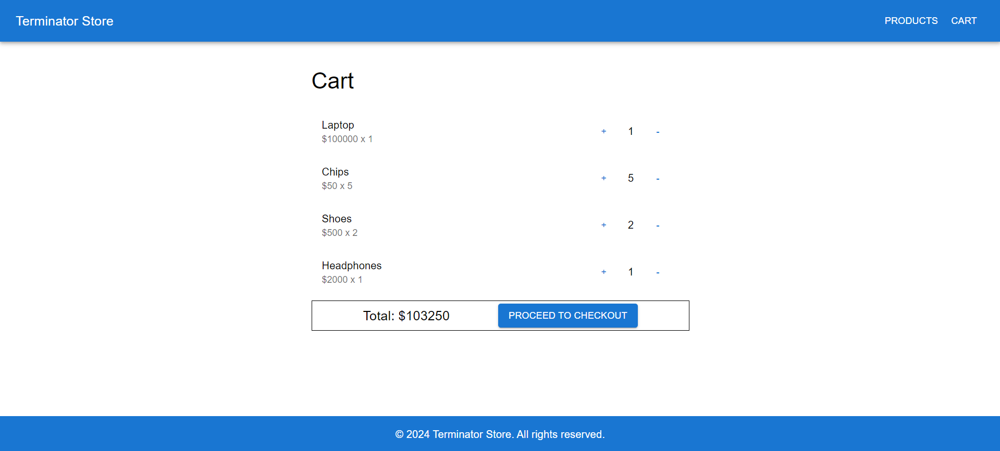 Terminator Store PRODUCTS CART
Cart
Laptop
$100000 x 1
+ 1 -
Chips
$50 x 5
+ 5 -
Shoes
$500 x 2
+ 2 -
Headphones
$2000 x 1
+ 1 -
Total: $103250 PROCEED TO CHECKOUT
© 2024 Terminator Store. All rights reserved.